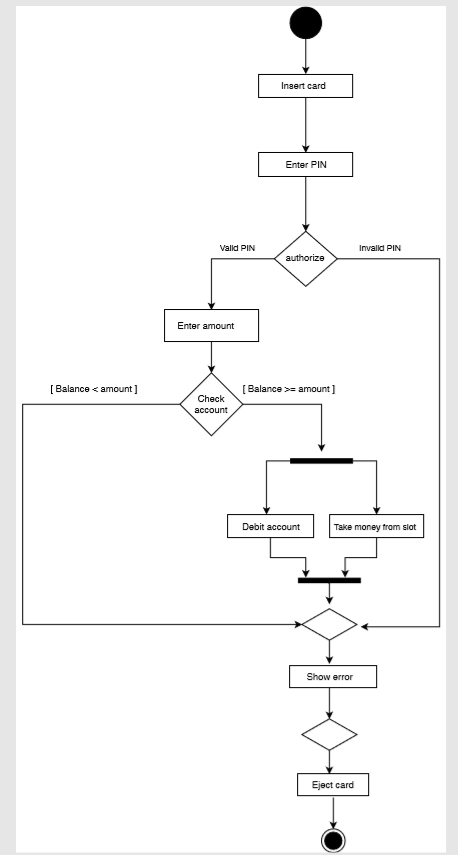 Insert card
Enter PIN
authorize
Valid PIN
Invalid PIN
Enter amount
[ Balance < amount ]
[ Balance >= amount ]
Check
account
Debit account
Take money from slot
Show error
Eject card